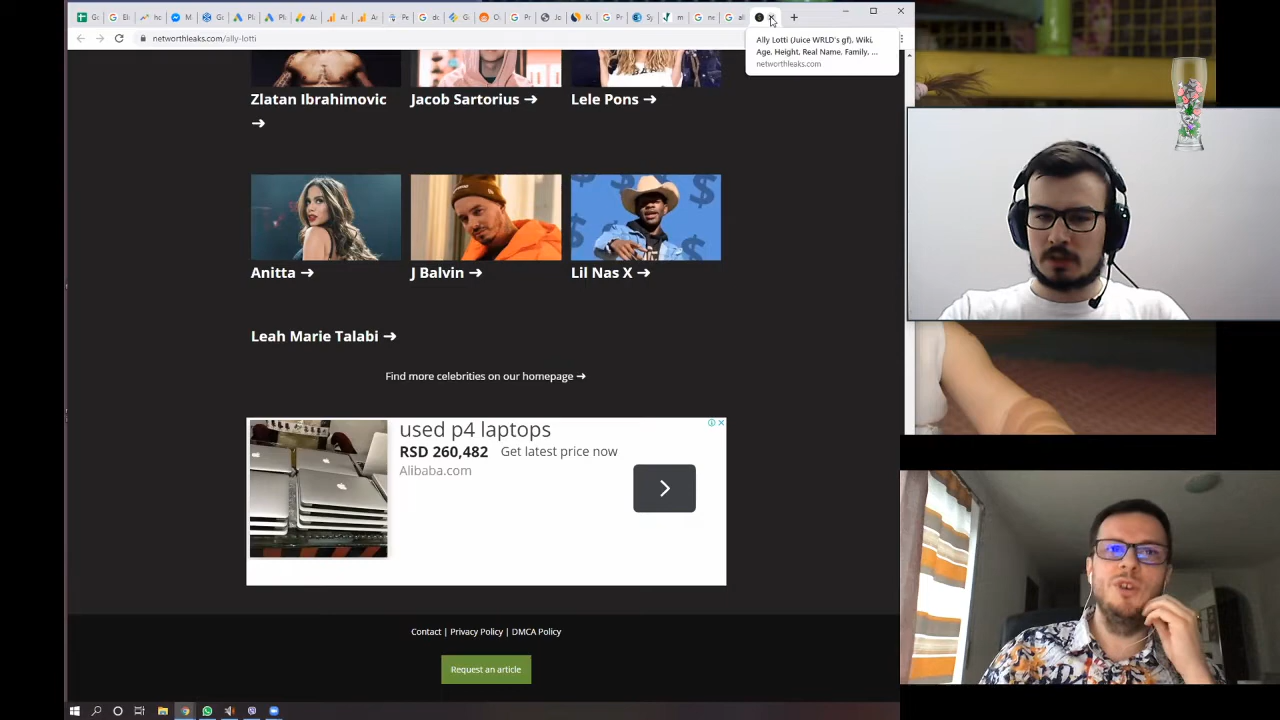 Ally Lotti (Juice WRLD's gf), Wiki,
Age, Height, Real Name, Family, ...
networthleaks.com
networthleaks.com/ally-lotti
Zlatan Ibrahimovic
→
Jacob Sartorius →
Lele Pons →
Anitta →
J Balvin →
Lil Nas X →
Leah Marie Talabi →
Find more celebrities on our homepage →
used p4 laptops
RSD 260,482 Get latest price now
Alibaba.com
Contact | Privacy Policy | DMCA Policy
Request an article